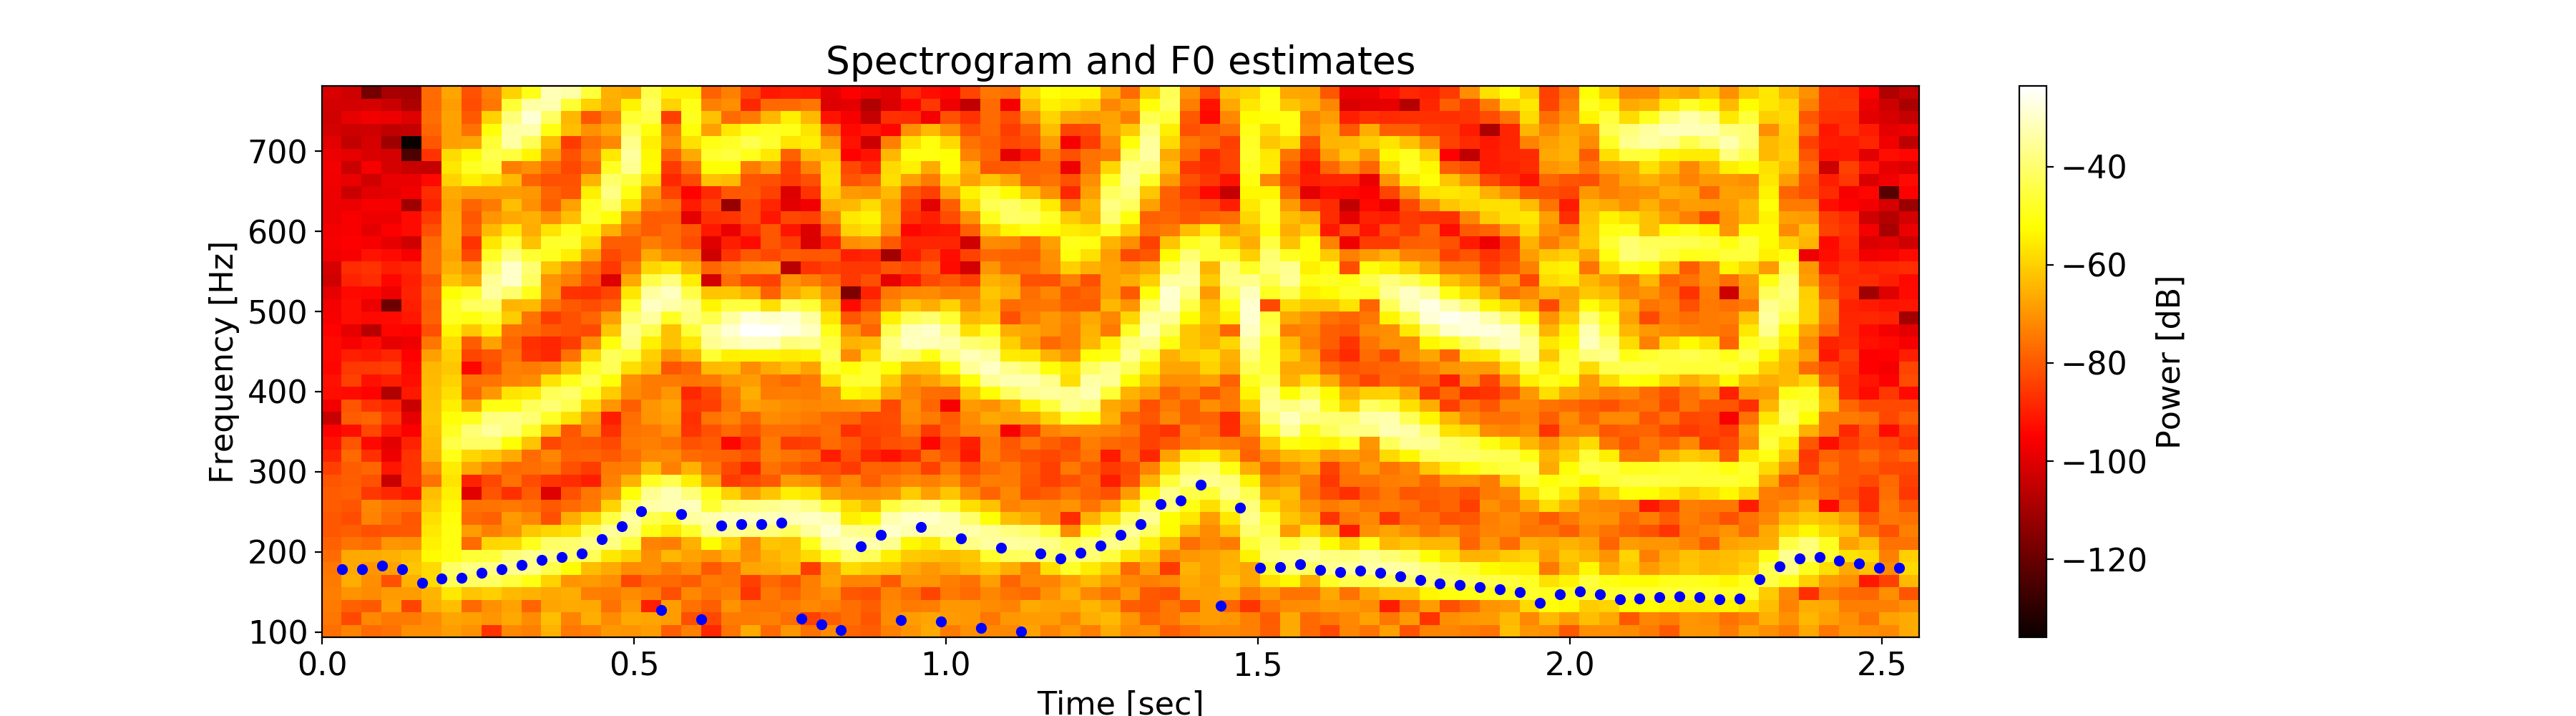 Spectrogram and F0 estimates
Frequency [Hz]
700
600
500
400
300
200
100
0.0 0.5 1.0 1.5 2.0 2.5
Time [sec]
−40
−60
−80
−100
−120
Power [dB]